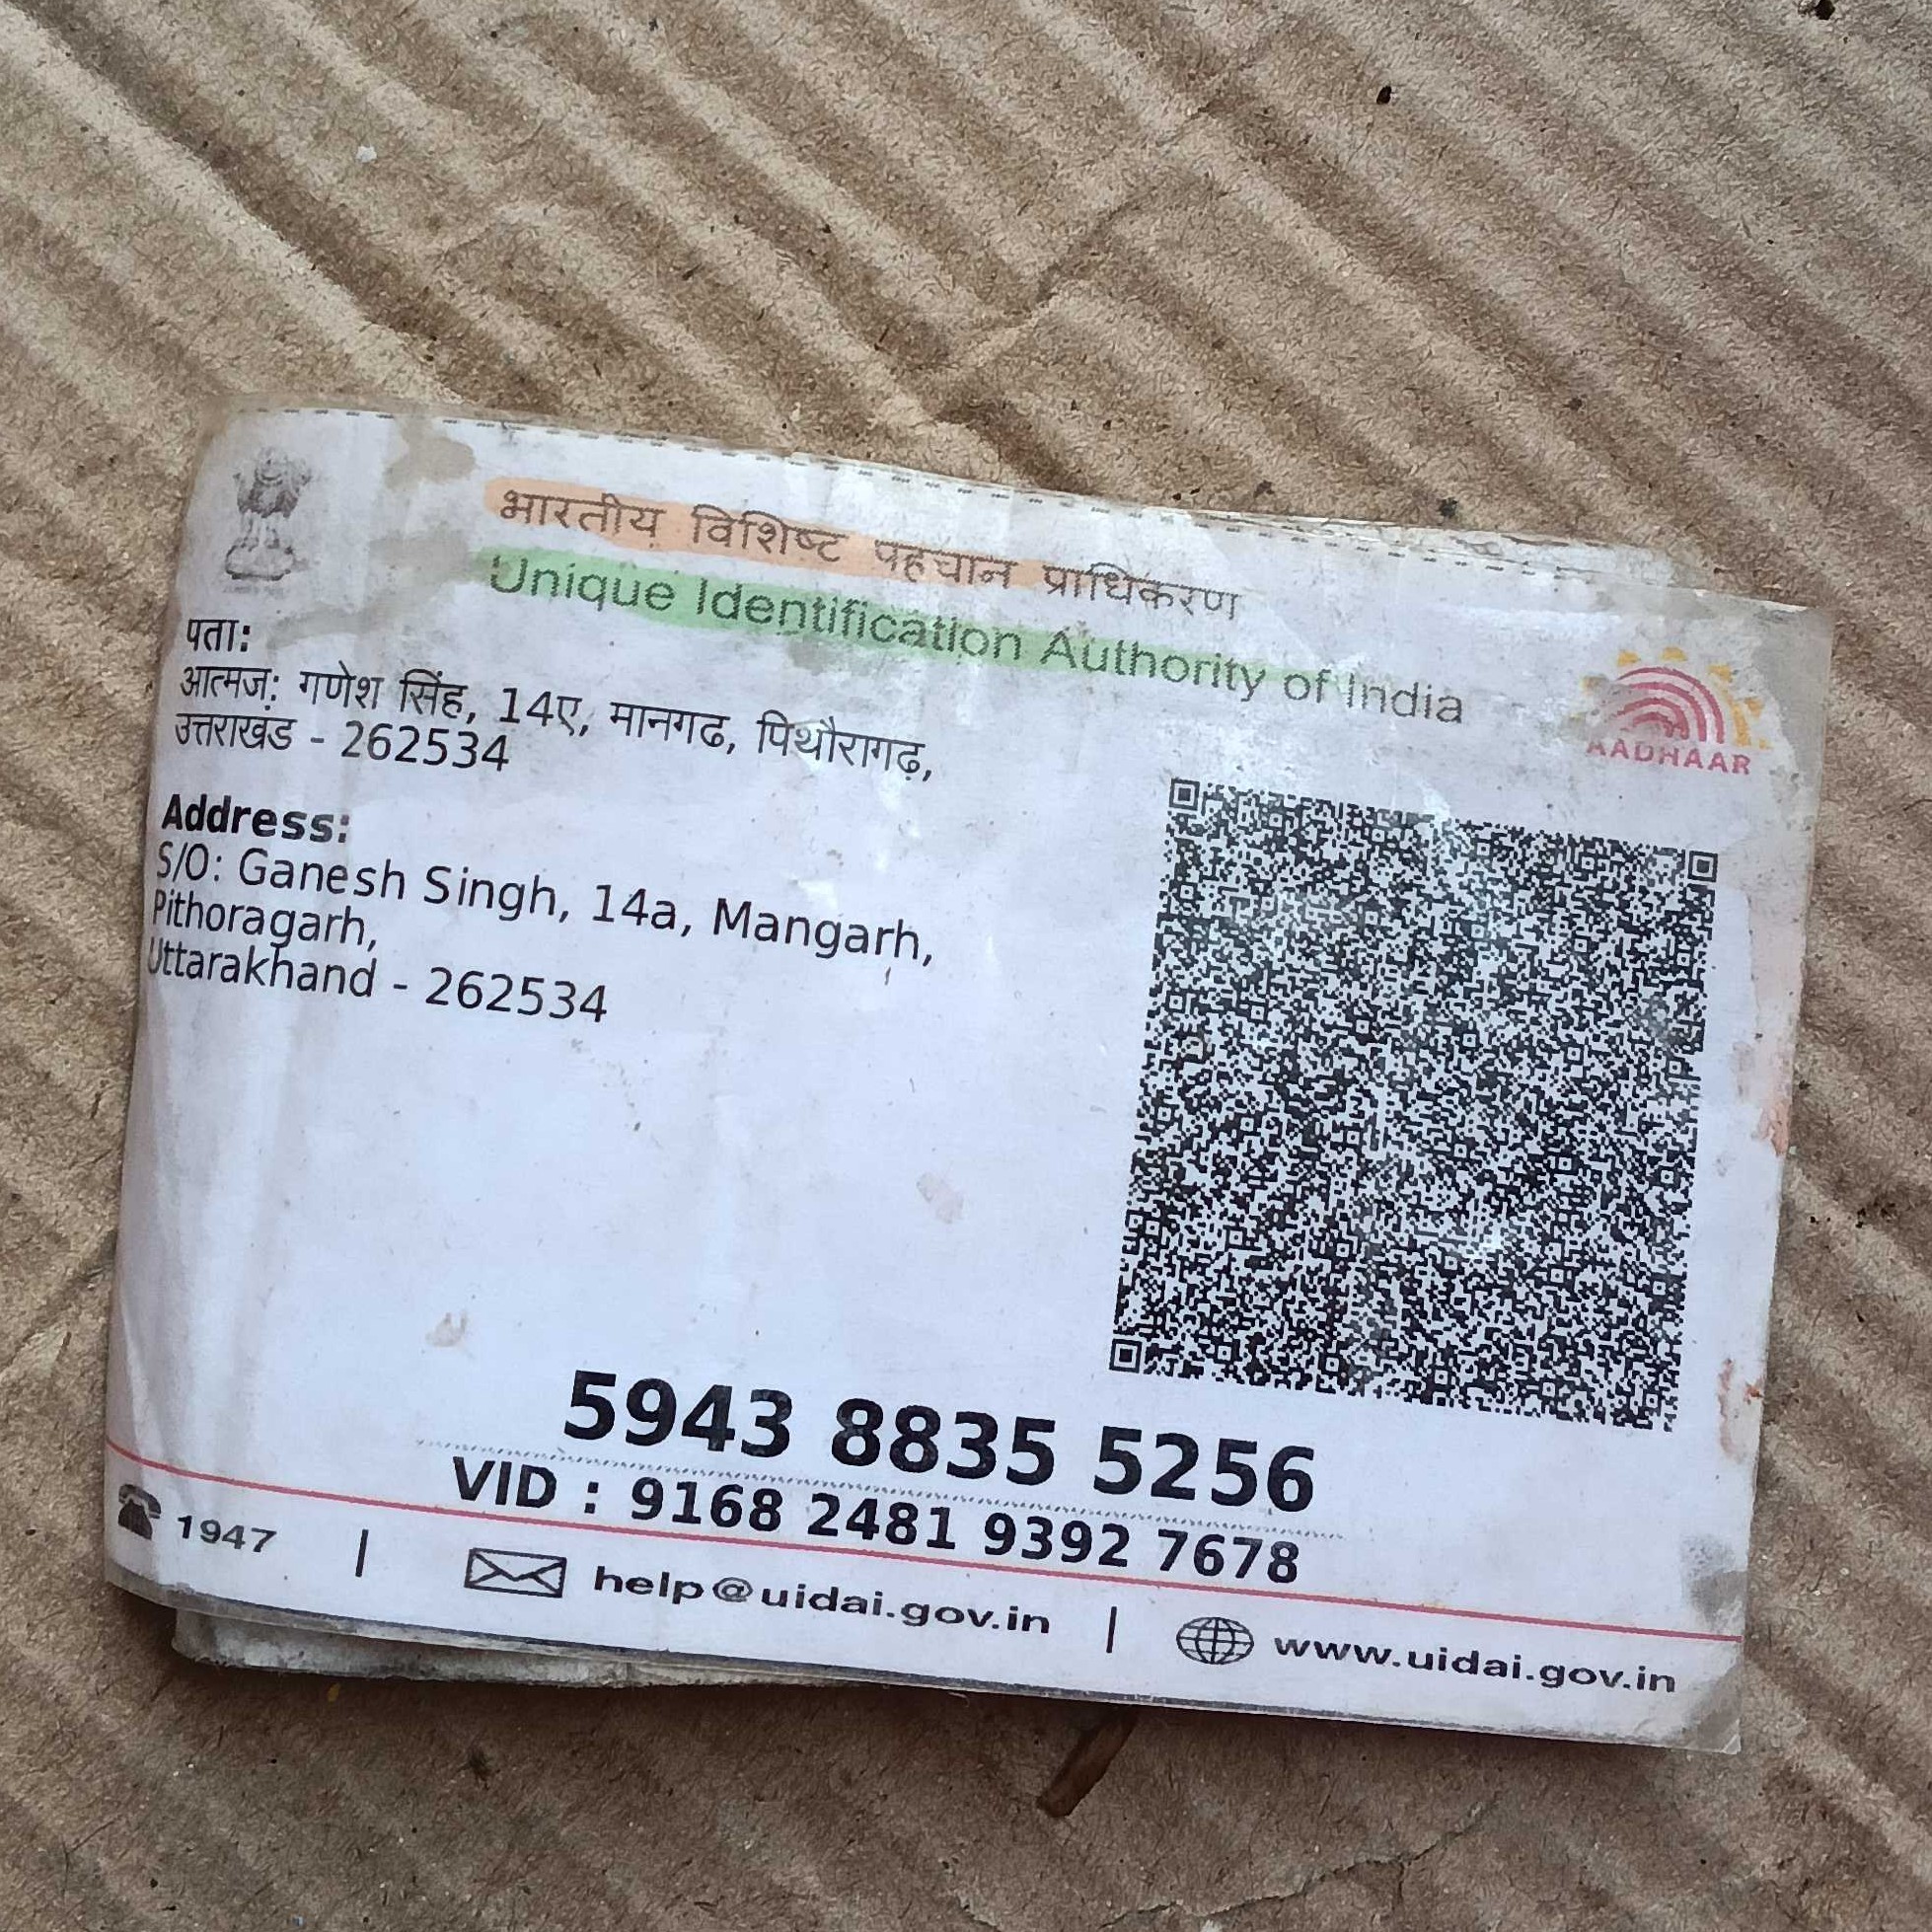 भारतीय विशिष्ट पहचान प्राधिकरण
Unique Identification Authority of India
AADHAAR
पता:
आत्मज: गणेश सिंह, 14ए, मानगढ, पिथौरागढ़,
उत्तराखंड - 262534
Address:
S/O: Ganesh Singh, 14a, Mangarh,
Pithoragarh,
Uttarakhand - 262534
5943 8835 5256
VID : 9168 2481 9392 7678
1947 | help@uidai.gov.in | www.uidai.gov.in